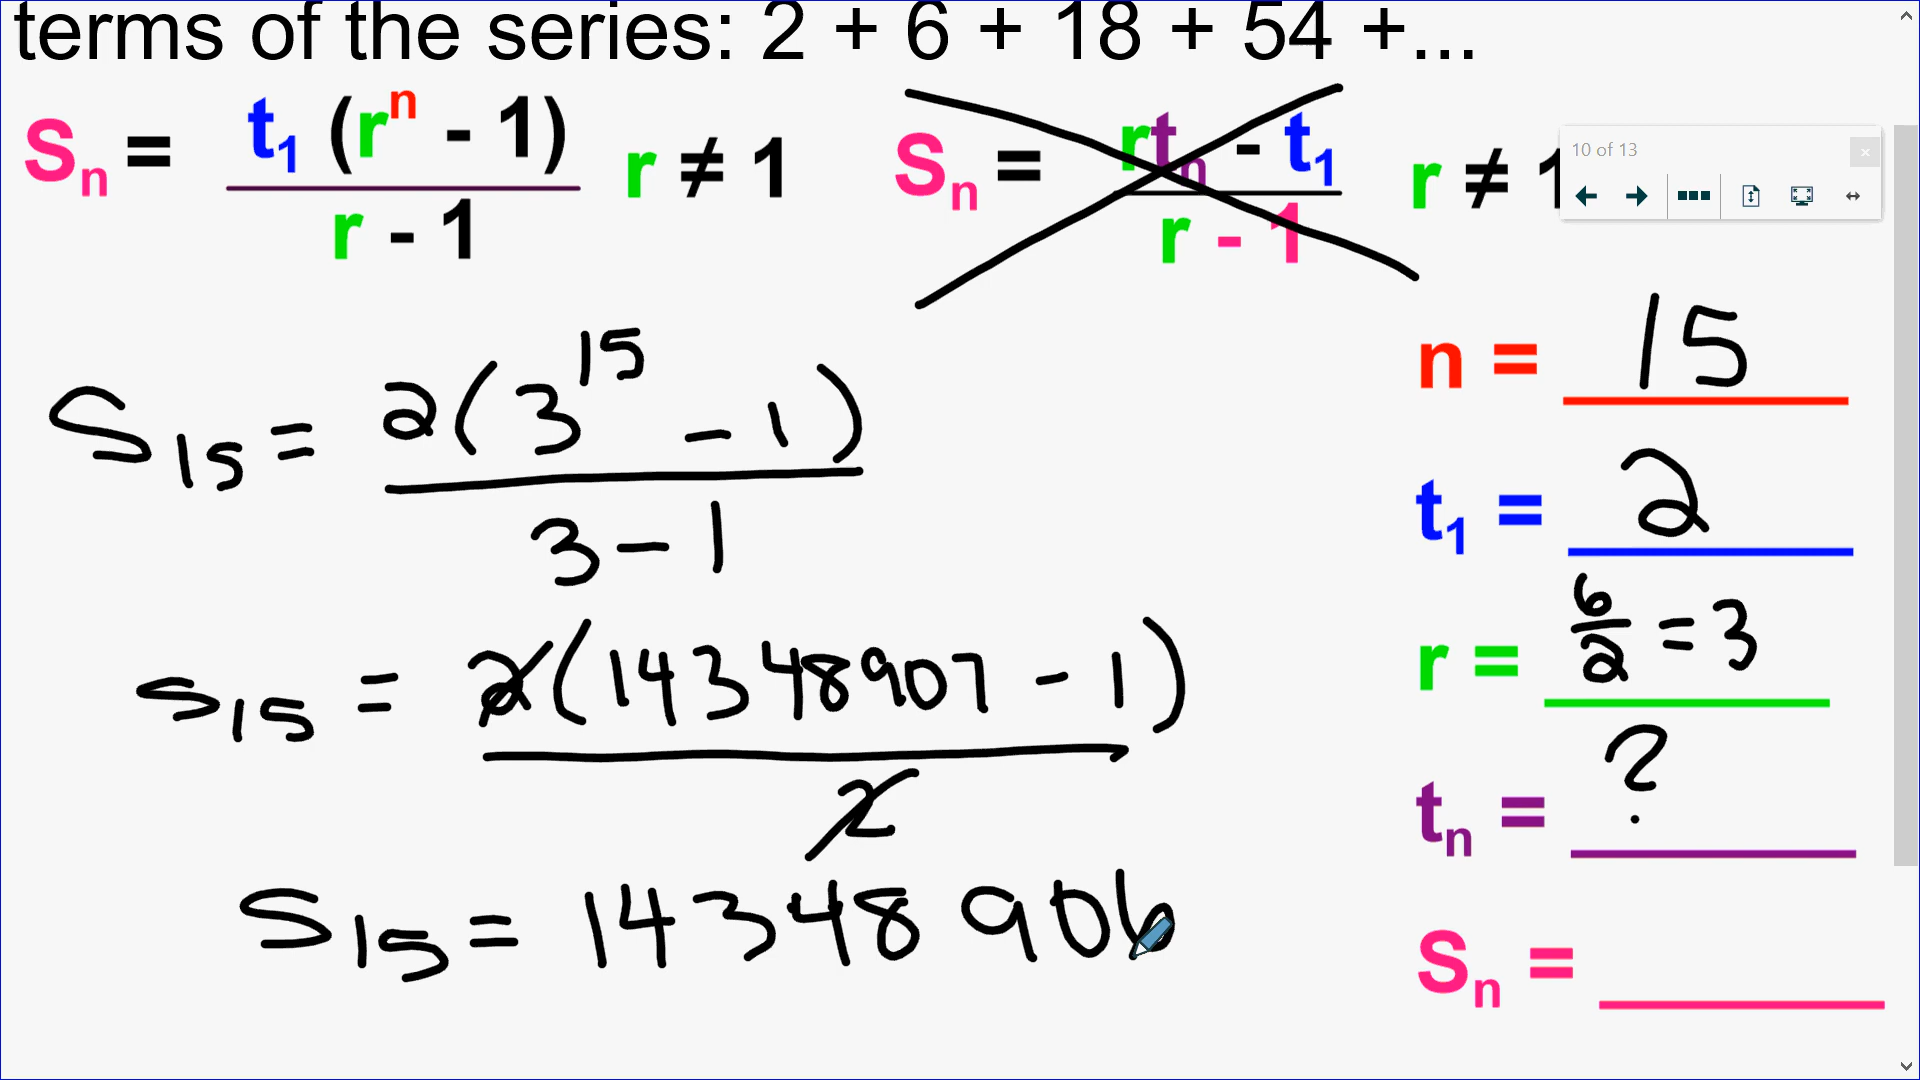 terms of the series: 2 + 6 + 18 + 54 +...
Sn = t1 (r^n - 1) / r - 1 r ≠ 1
Sn = rtn - t1 / r - 1 r ≠ 1
10 of 13
n = 15
S15 = 2(3^15 - 1) / 3 - 1
t1 = 2
r = 6/2 = 3
S15 = 2(14348907 - 1) / 2
tn = ?
S15 = 14348906
Sn =